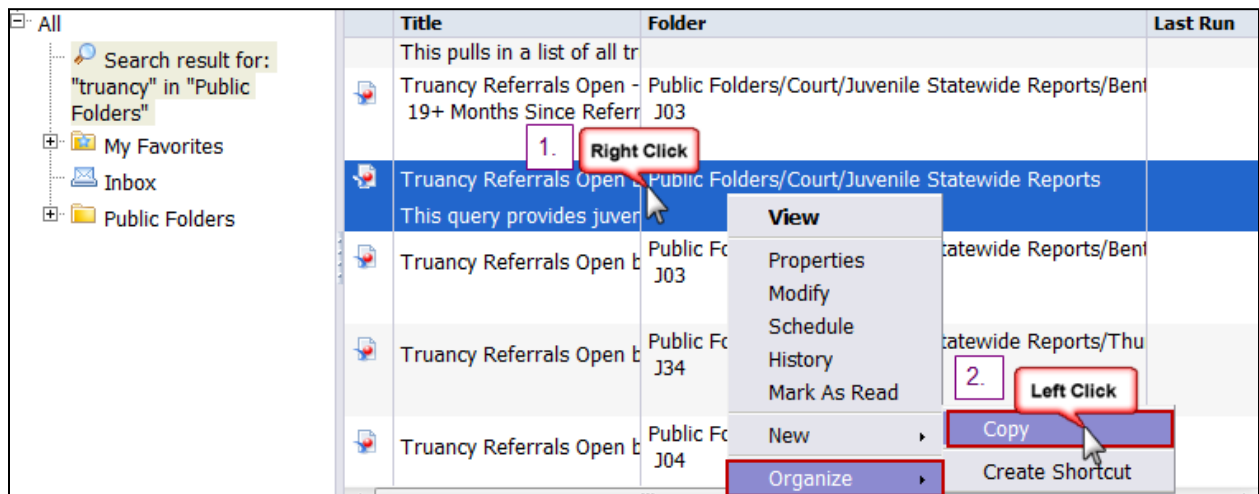 All
Search result for:
"truancy" in "Public
Folders"
My Favorites
Inbox
Public Folders
Title Folder Last Run
This pulls in a list of all tr
Truancy Referrals Open - Public Folders/Court/Juvenile Statewide Reports/Bent
19+ Months Since Referr J03
1. Right Click
Truancy Referrals Open Public Folders/Court/Juvenile Statewide Reports
This query provides juver
View
Truancy Referrals Open b Public Fo tatewide Reports/Bent
J03
Properties
Modify
Schedule
Truancy Referrals Open b Public Fo tatewide Reports/Thu
J34
History
Mark As Read
2. Left Click
Truancy Referrals Open b Public Fo
J04
New Copy
Organize Create Shortcut